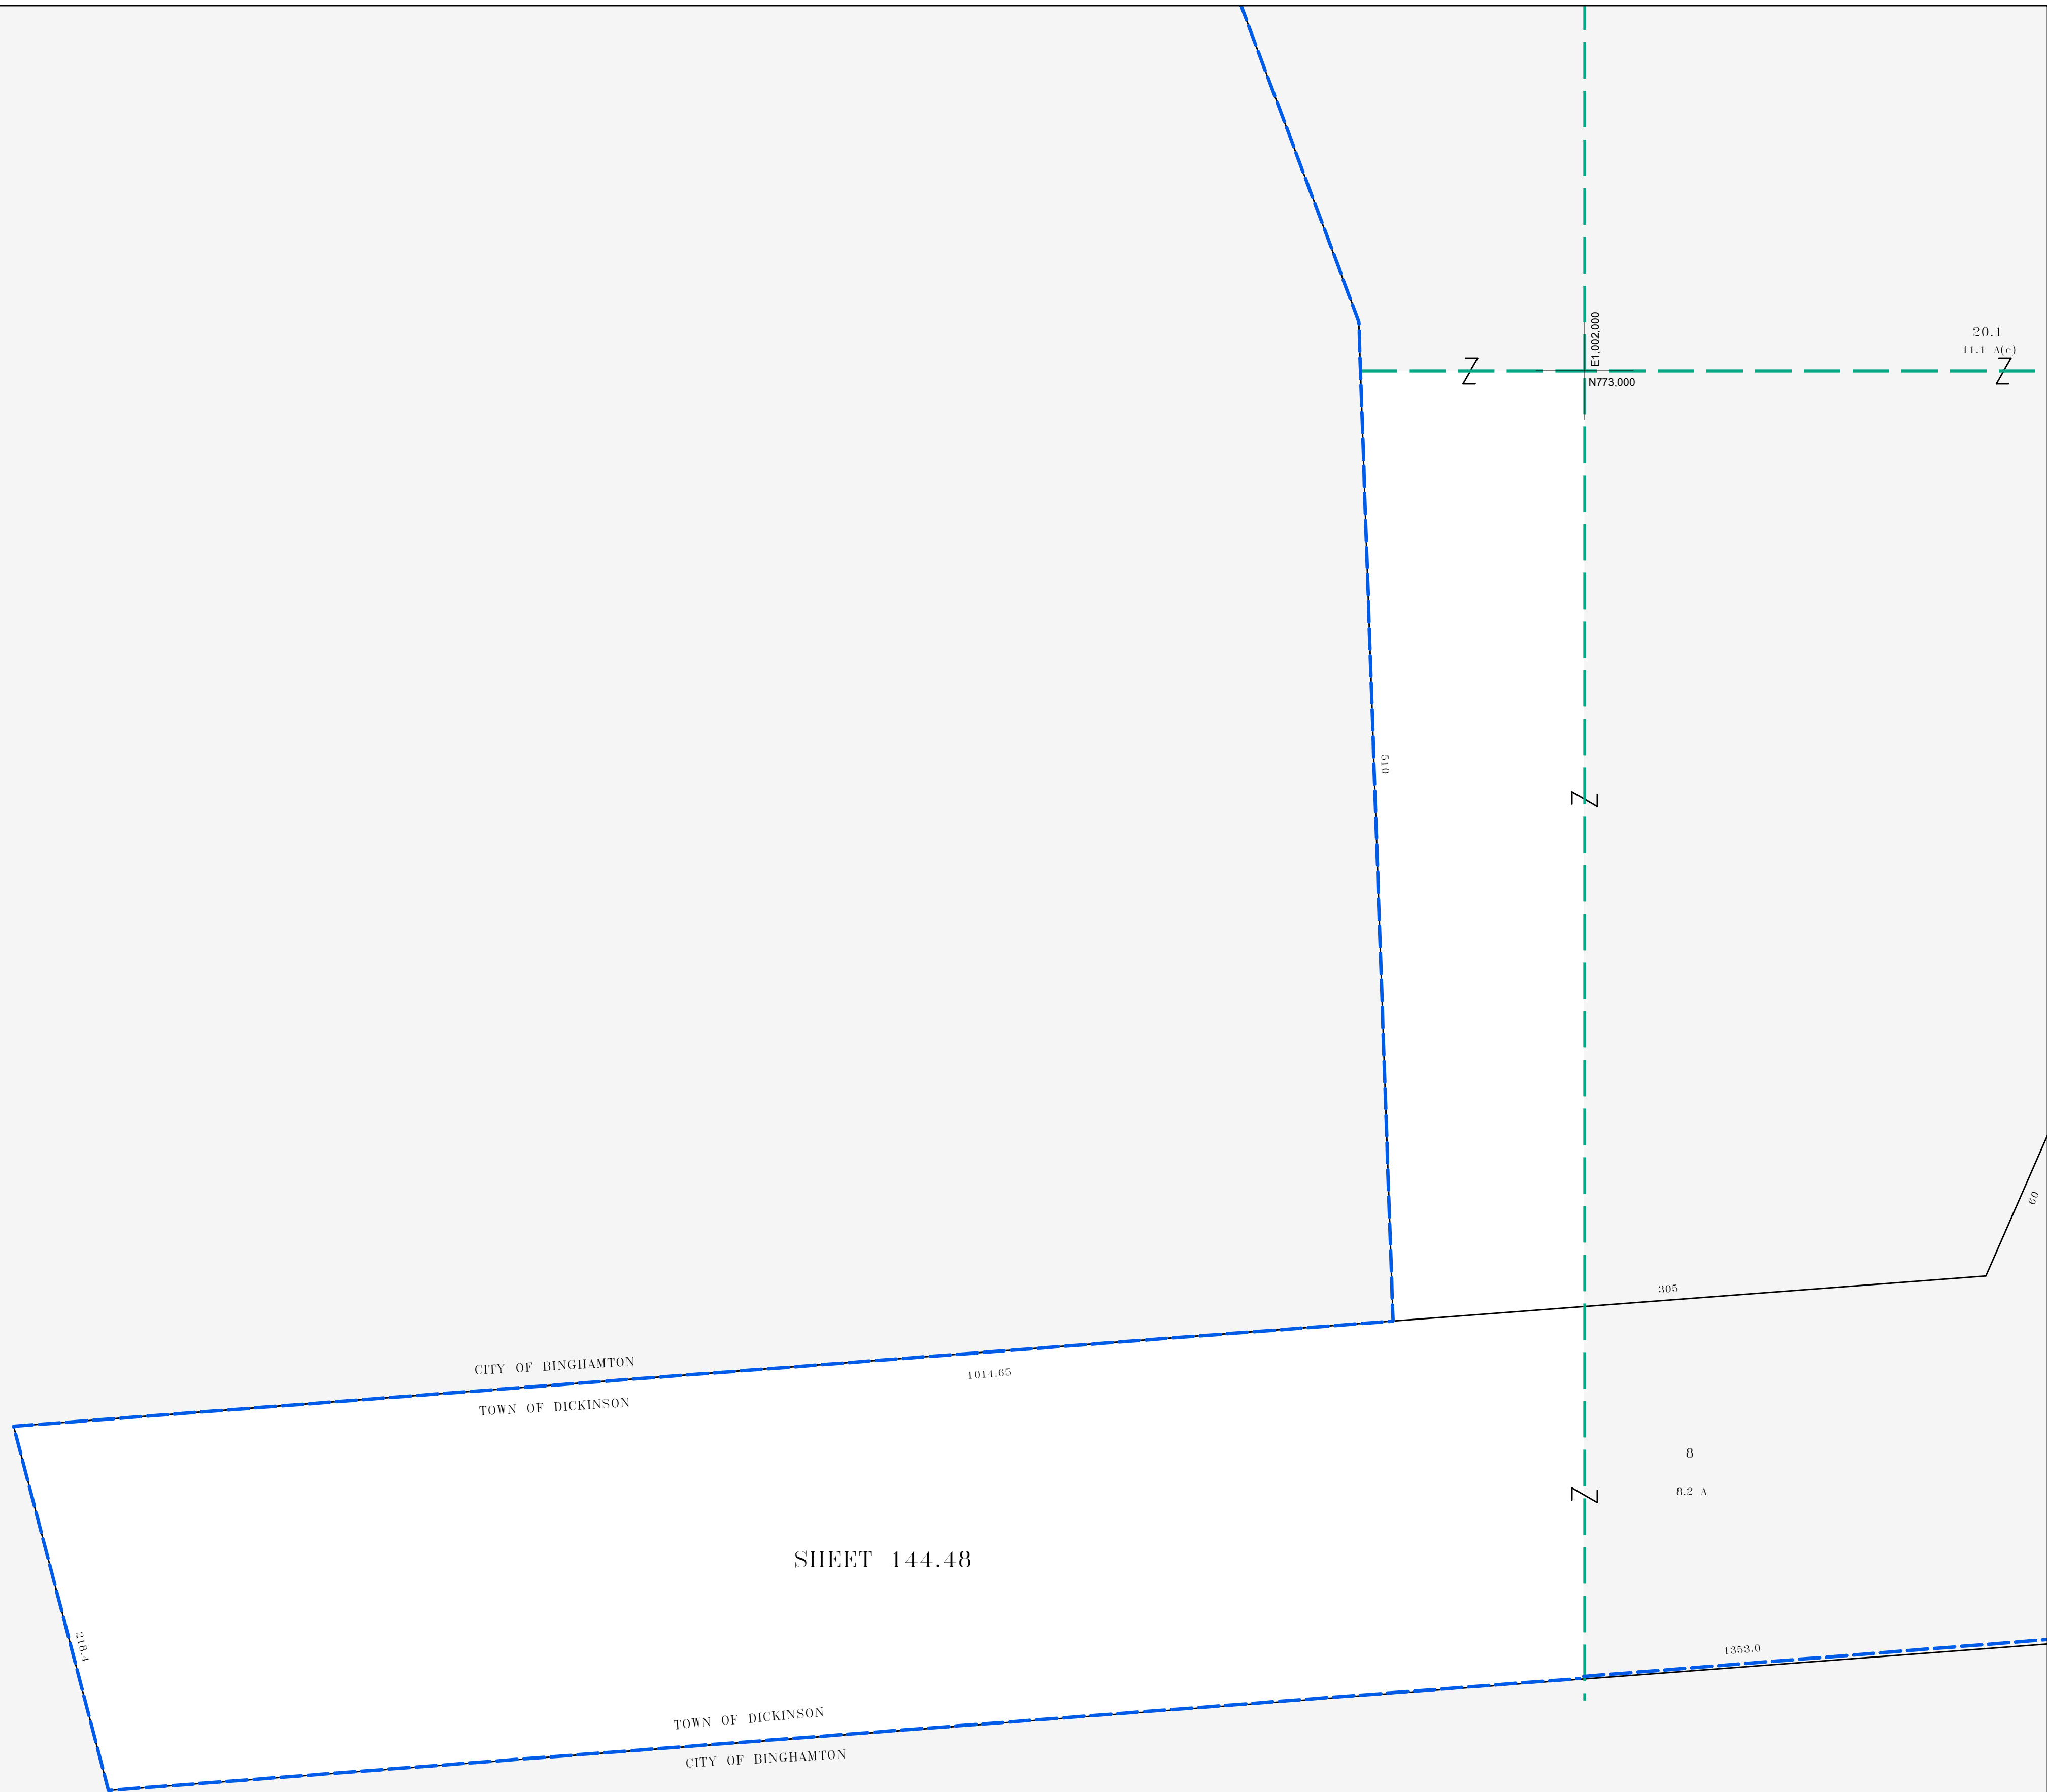 E1,002,000
20.1
11.1 A(c)
Z
Z
N773,000
510
Z
60
305
CITY OF BINGHAMTON
1014.65
TOWN OF DICKINSON
8
8.2 A
Z
SHEET 144.48
218.4
1353.0
TOWN OF DICKINSON
CITY OF BINGHAMTON